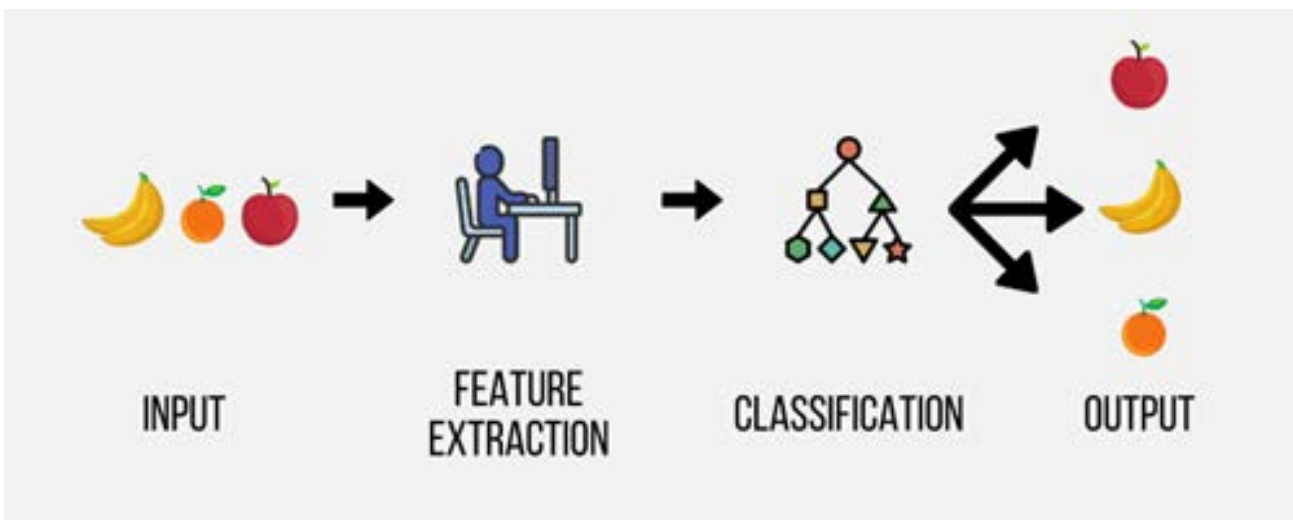 INPUT
FEATURE
EXTRACTION
CLASSIFICATION
OUTPUT